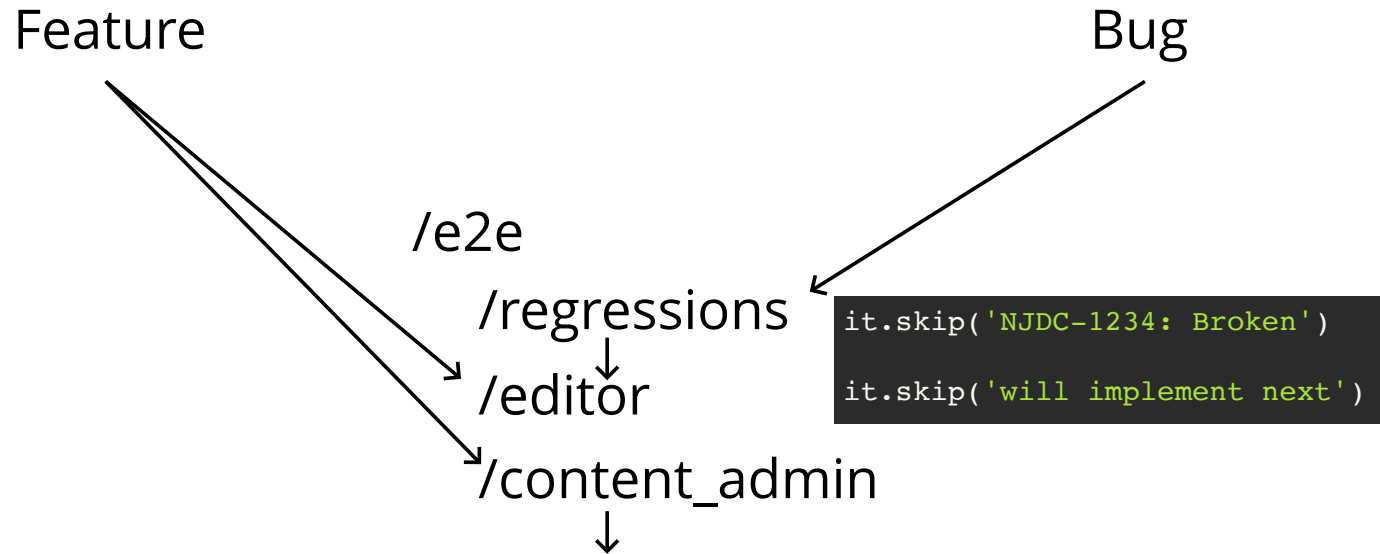 Feature
Bug
/e2e
/regressions
it.skip('NJDC-1234: Broken')
/editor
it.skip('will implement next')
/content_admin